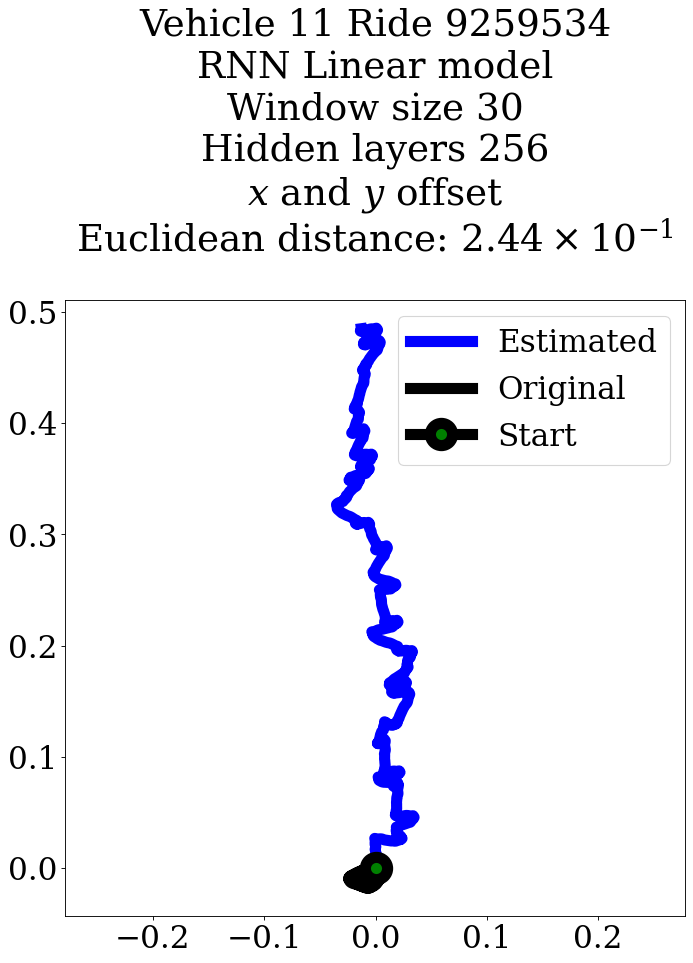 Vehicle 11 Ride 9259534
RNN Linear model
Window size 30
Hidden layers 256
x and y offset
Euclidean distance: 2.44 × 10⁻¹
0.5
0.4
0.3
0.2
0.1
0.0
Estimated
Original
Start
−0.2
−0.1
0.0
0.1
0.2